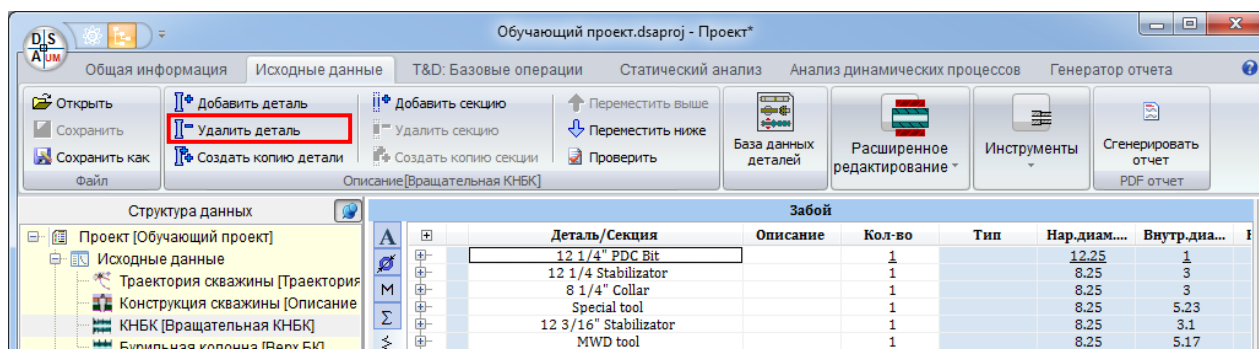 Обучающий проект.dsaproj - Проект*
D|S
A UM
Общая информация Исходные данные T&D: Базовые операции Статический анализ Анализ динамических процессов Генератор отчета
Открыть
Сохранить
Сохранить как
Файл
Добавить деталь
Удалить деталь
Создать копию детали
Добавить секцию
Удалить секцию
Создать копию секции
Переместить выше
Переместить ниже
Проверить
Описание[Вращательная КНБК]
База данных
деталей
Расширенное
редактирование
Инструменты
Сгенерировать
отчет
PDF отчет
Структура данных
Проект [Обучающий проект]
Исходные данные
Траектория скважины [Траектория
Конструкция скважины [Описание
КНБК [Вращательная КНБК]
Бурильная колонна [Верх БК]
A
M
Σ
Забой
Деталь/Секция Описание Кол-во Тип Нар.диам.... Внутр.диа...
12 1/4" PDC Bit 1 12.25 1
12 1/4 Stabilizator 1 8.25 3
8 1/4" Collar 1 8.25 3
Special tool 1 8.25 5.23
12 3/16" Stabilizator 1 8.25 3.1
MWD tool 1 8.25 5.17